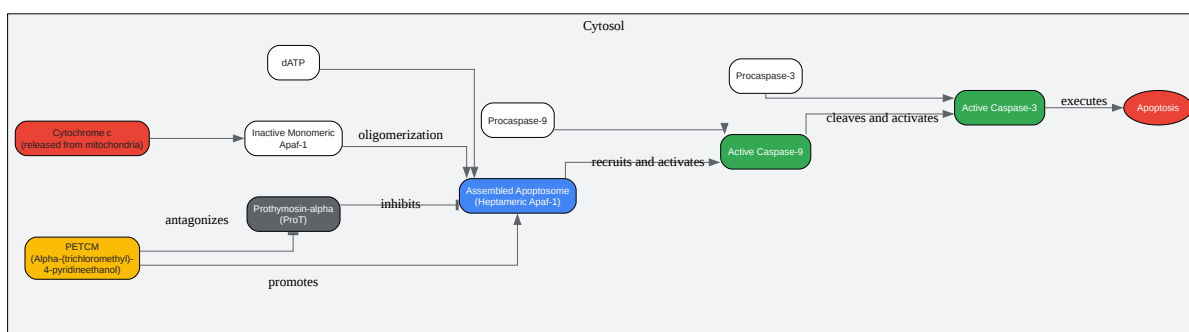 Cytosol
dATP
Procaspase-3
Active Caspase-3
executes
Apoptosis
Procaspase-9
cleaves and activates
Cytochrome c
(released from mitochondria)
Inactive Monomeric
Apaf-1
oligomerization
Active Caspase-9
recruits and activates
Assembled Apoptosome
(Heptameric Apaf-1)
Prothymosin-alpha
(ProT)
inhibits
antagonizes
PETCM
(Alpha-(trichloromethyl)-
4-pyridineethanol)
promotes